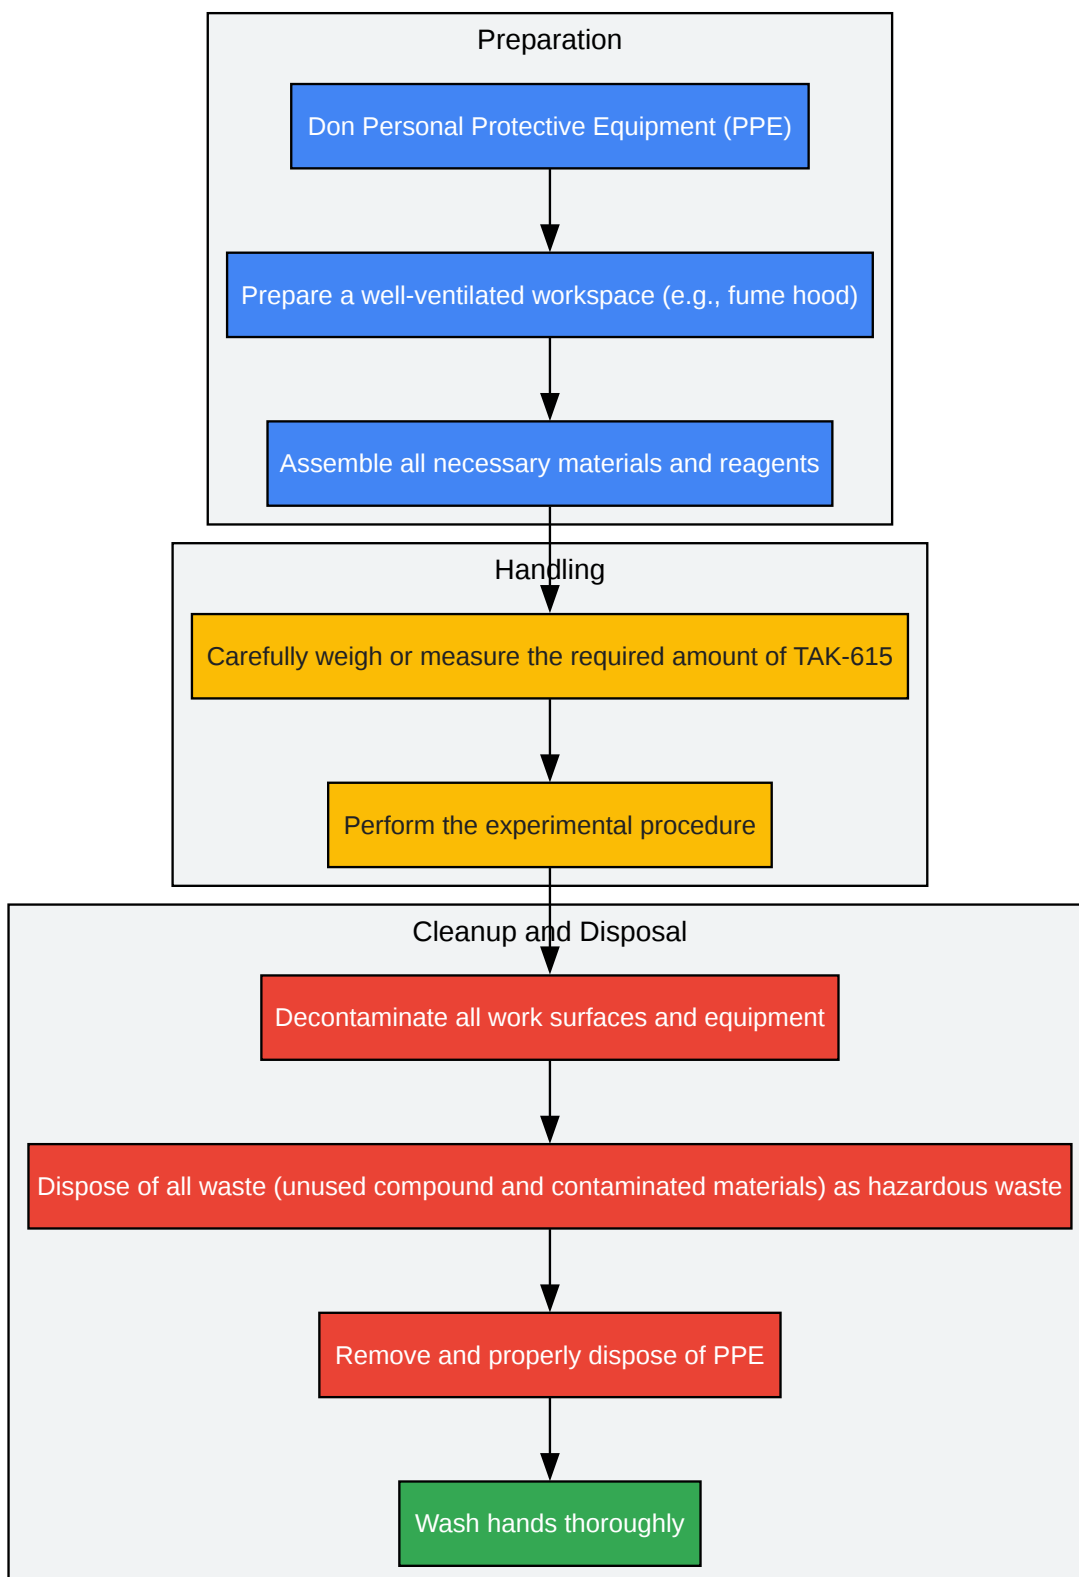 Preparation
Don Personal Protective Equipment (PPE)
Prepare a well-ventilated workspace (e.g., fume hood)
Assemble all necessary materials and reagents
Handling
Carefully weigh or measure the required amount of TAK-615
Perform the experimental procedure
Cleanup and Disposal
Decontaminate all work surfaces and equipment
Dispose of all waste (unused compound and contaminated materials) as hazardous waste
Remove and properly dispose of PPE
Wash hands thoroughly